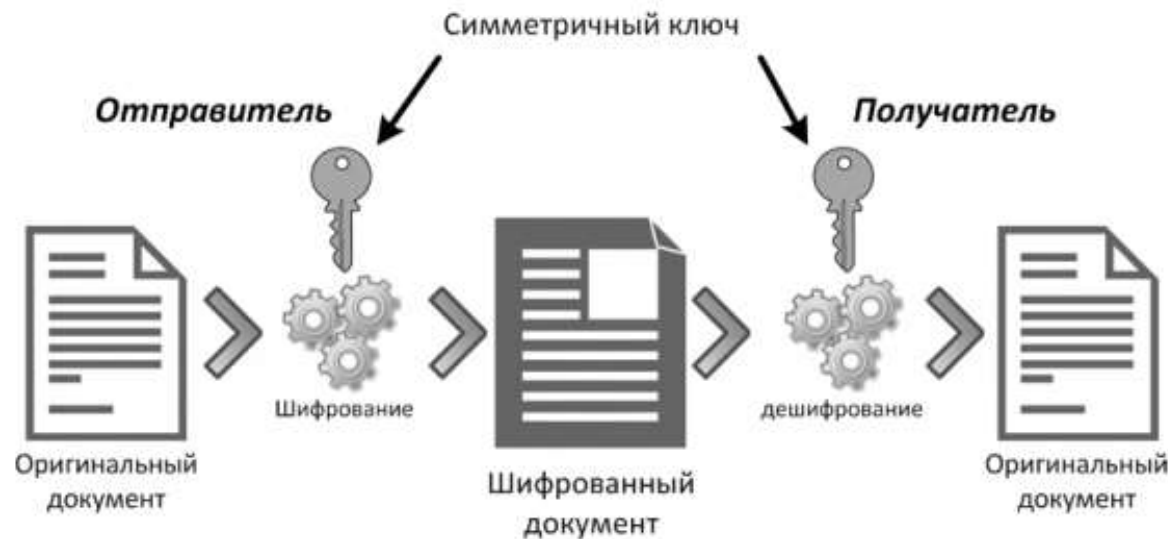 Симметричный ключ
Отправитель
Получатель
Шифрование
дешифрование
Оригинальный
документ
Шифрованный
документ
Оригинальный
документ